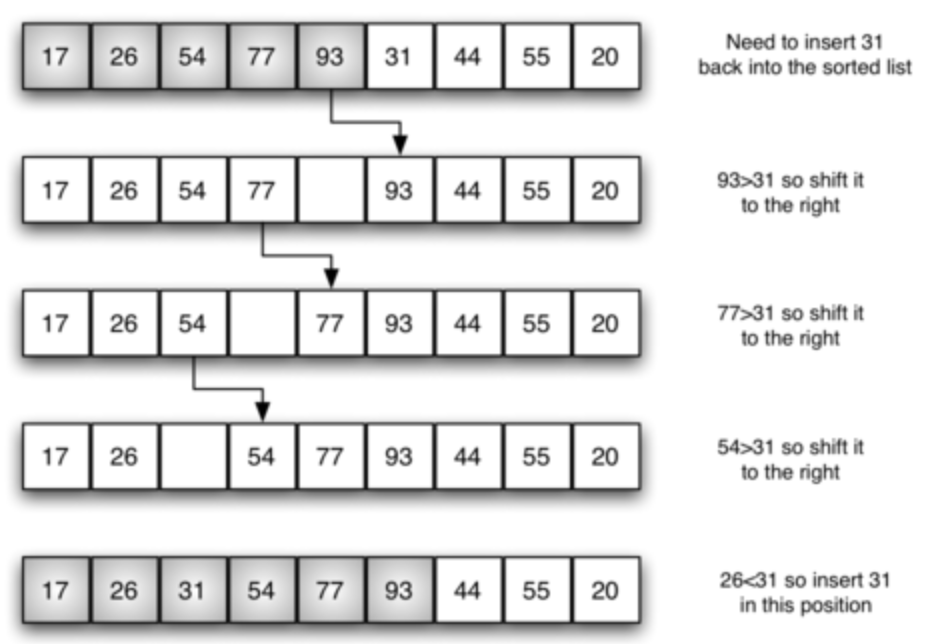 17 26 54 77 93 31 44 55 20
Need to insert 31
back into the sorted list
17 26 54 77 93 44 55 20
93>31 so shift it
to the right
17 26 54 77 93 44 55 20
77>31 so shift it
to the right
17 26 54 77 93 44 55 20
54>31 so shift it
to the right
17 26 31 54 77 93 44 55 20
26<31 so insert 31
in this position